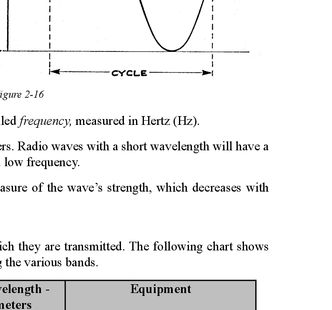 CYCLE
Figure 2-16
led frequency, measured in Hertz (Hz).
ers. Radio waves with a short wavelength will have a
low frequency.
asure of the wave's strength, which decreases with
ich they are transmitted. The following chart shows
g the various bands.
velength - Equipment
meters